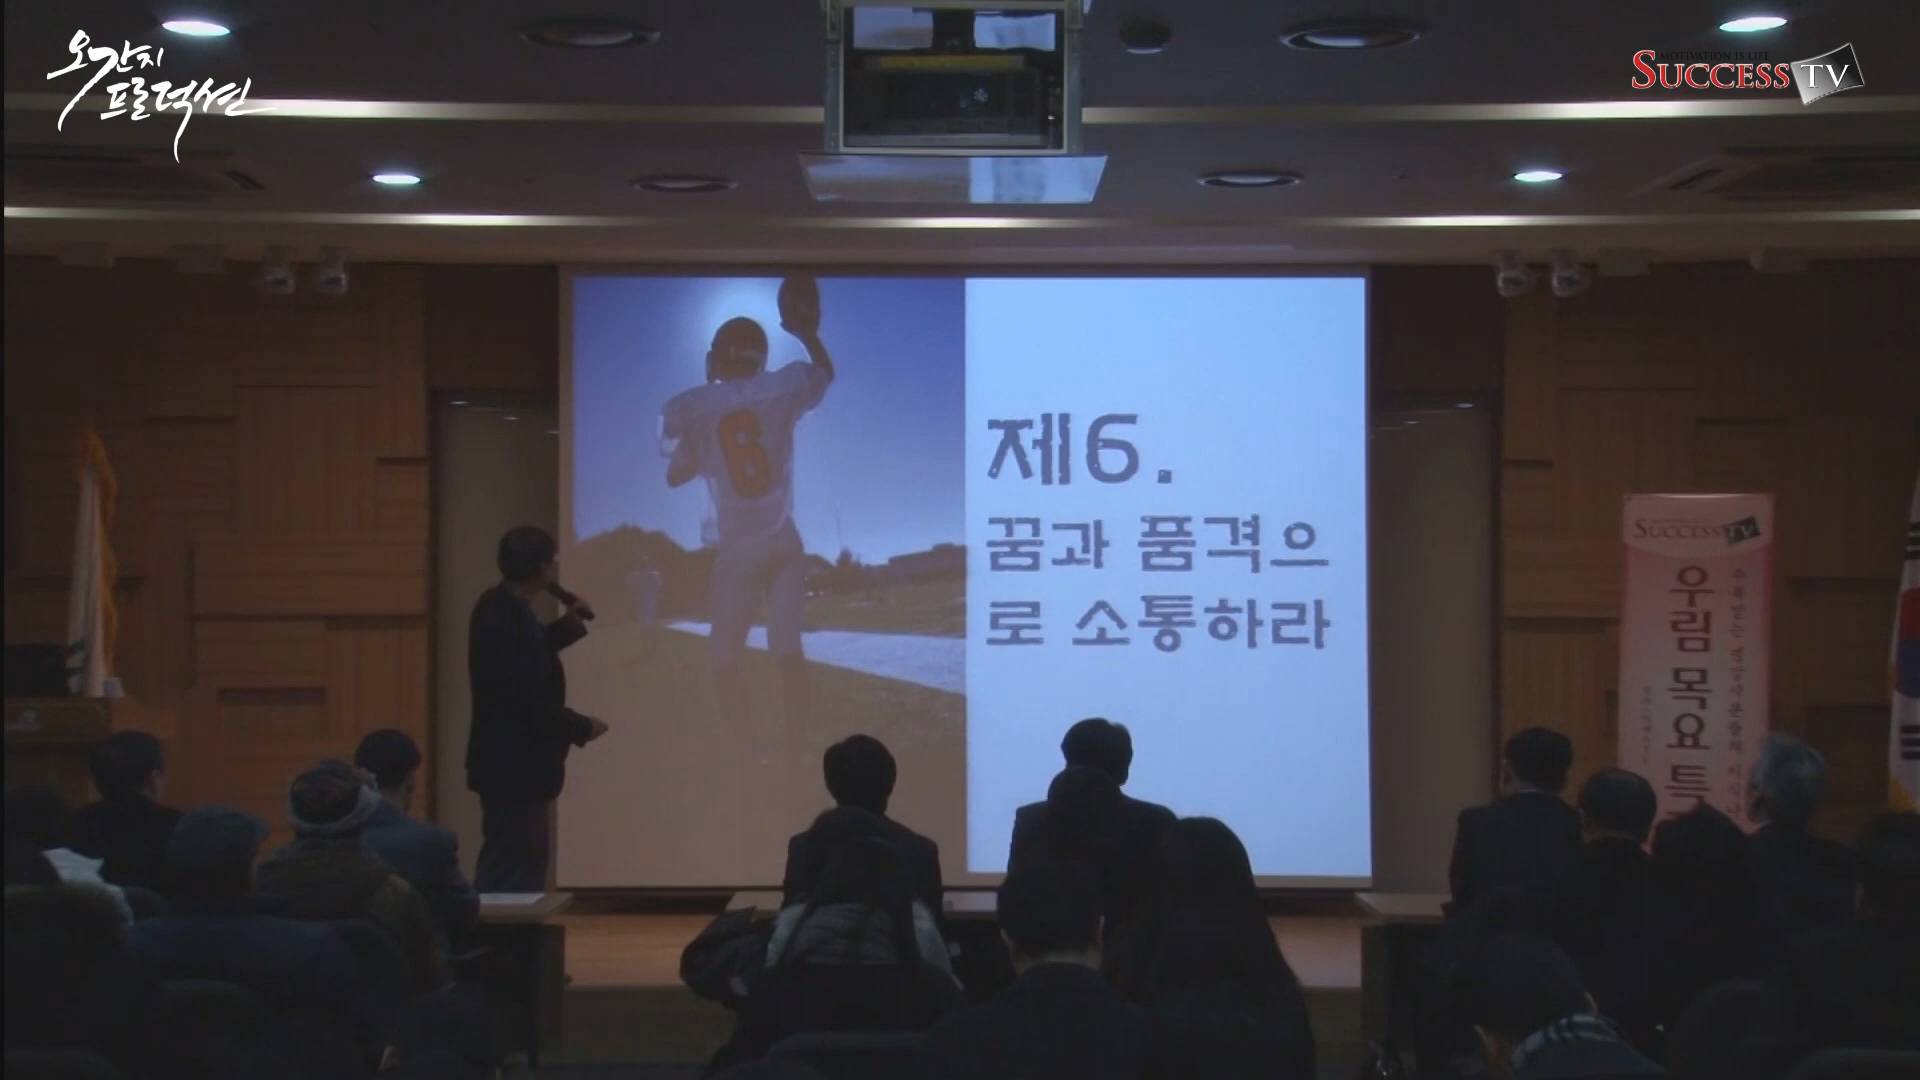 오간지
프로덕션
MOTIVATION IS LIFE
SUCCESS TV
6
제6.
꿈과 품격으
로 소통하라
SUCCESS TV
우림 목요 특